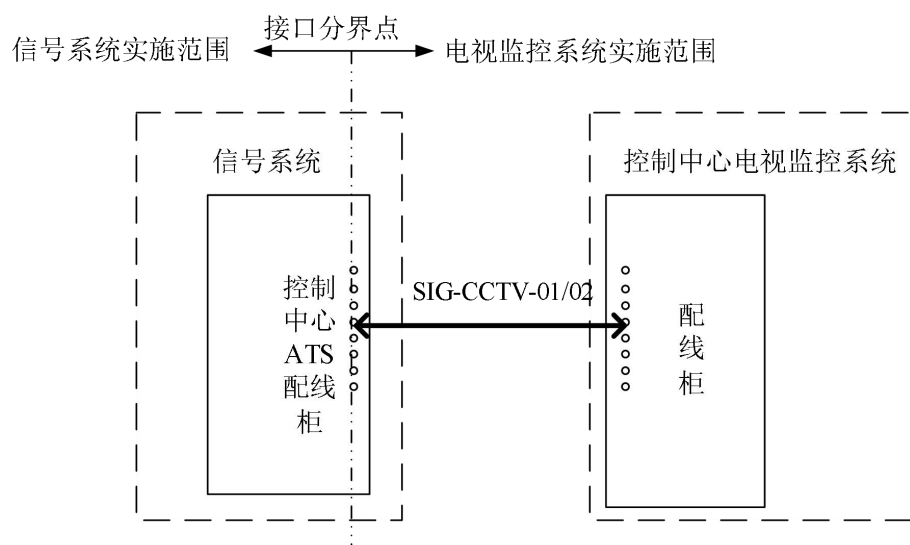 接口分界点
信号系统实施范围
电视监控系统实施范围
信号系统
控制中心电视监控系统
控制
中心
ATS
配线
柜
SIG-CCTV-01/02
配
线
柜